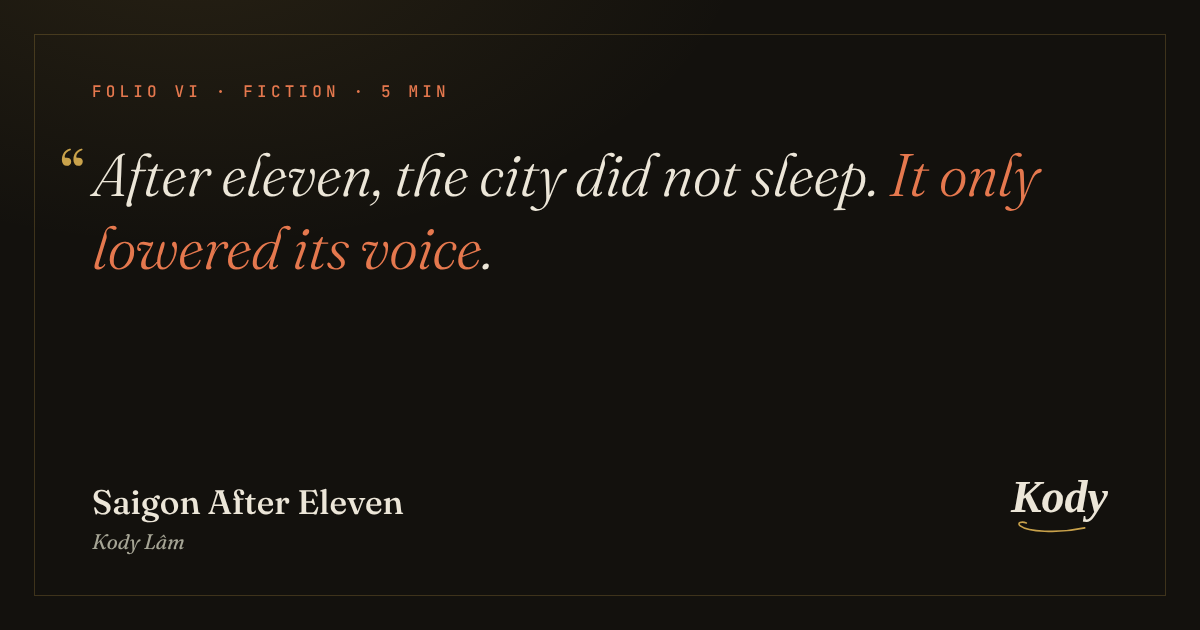 FOLIO VI · FICTION · 5 MIN
“After eleven, the city did not sleep. It only
lowered its voice.
Saigon After Eleven
Kody Lâm
Kody